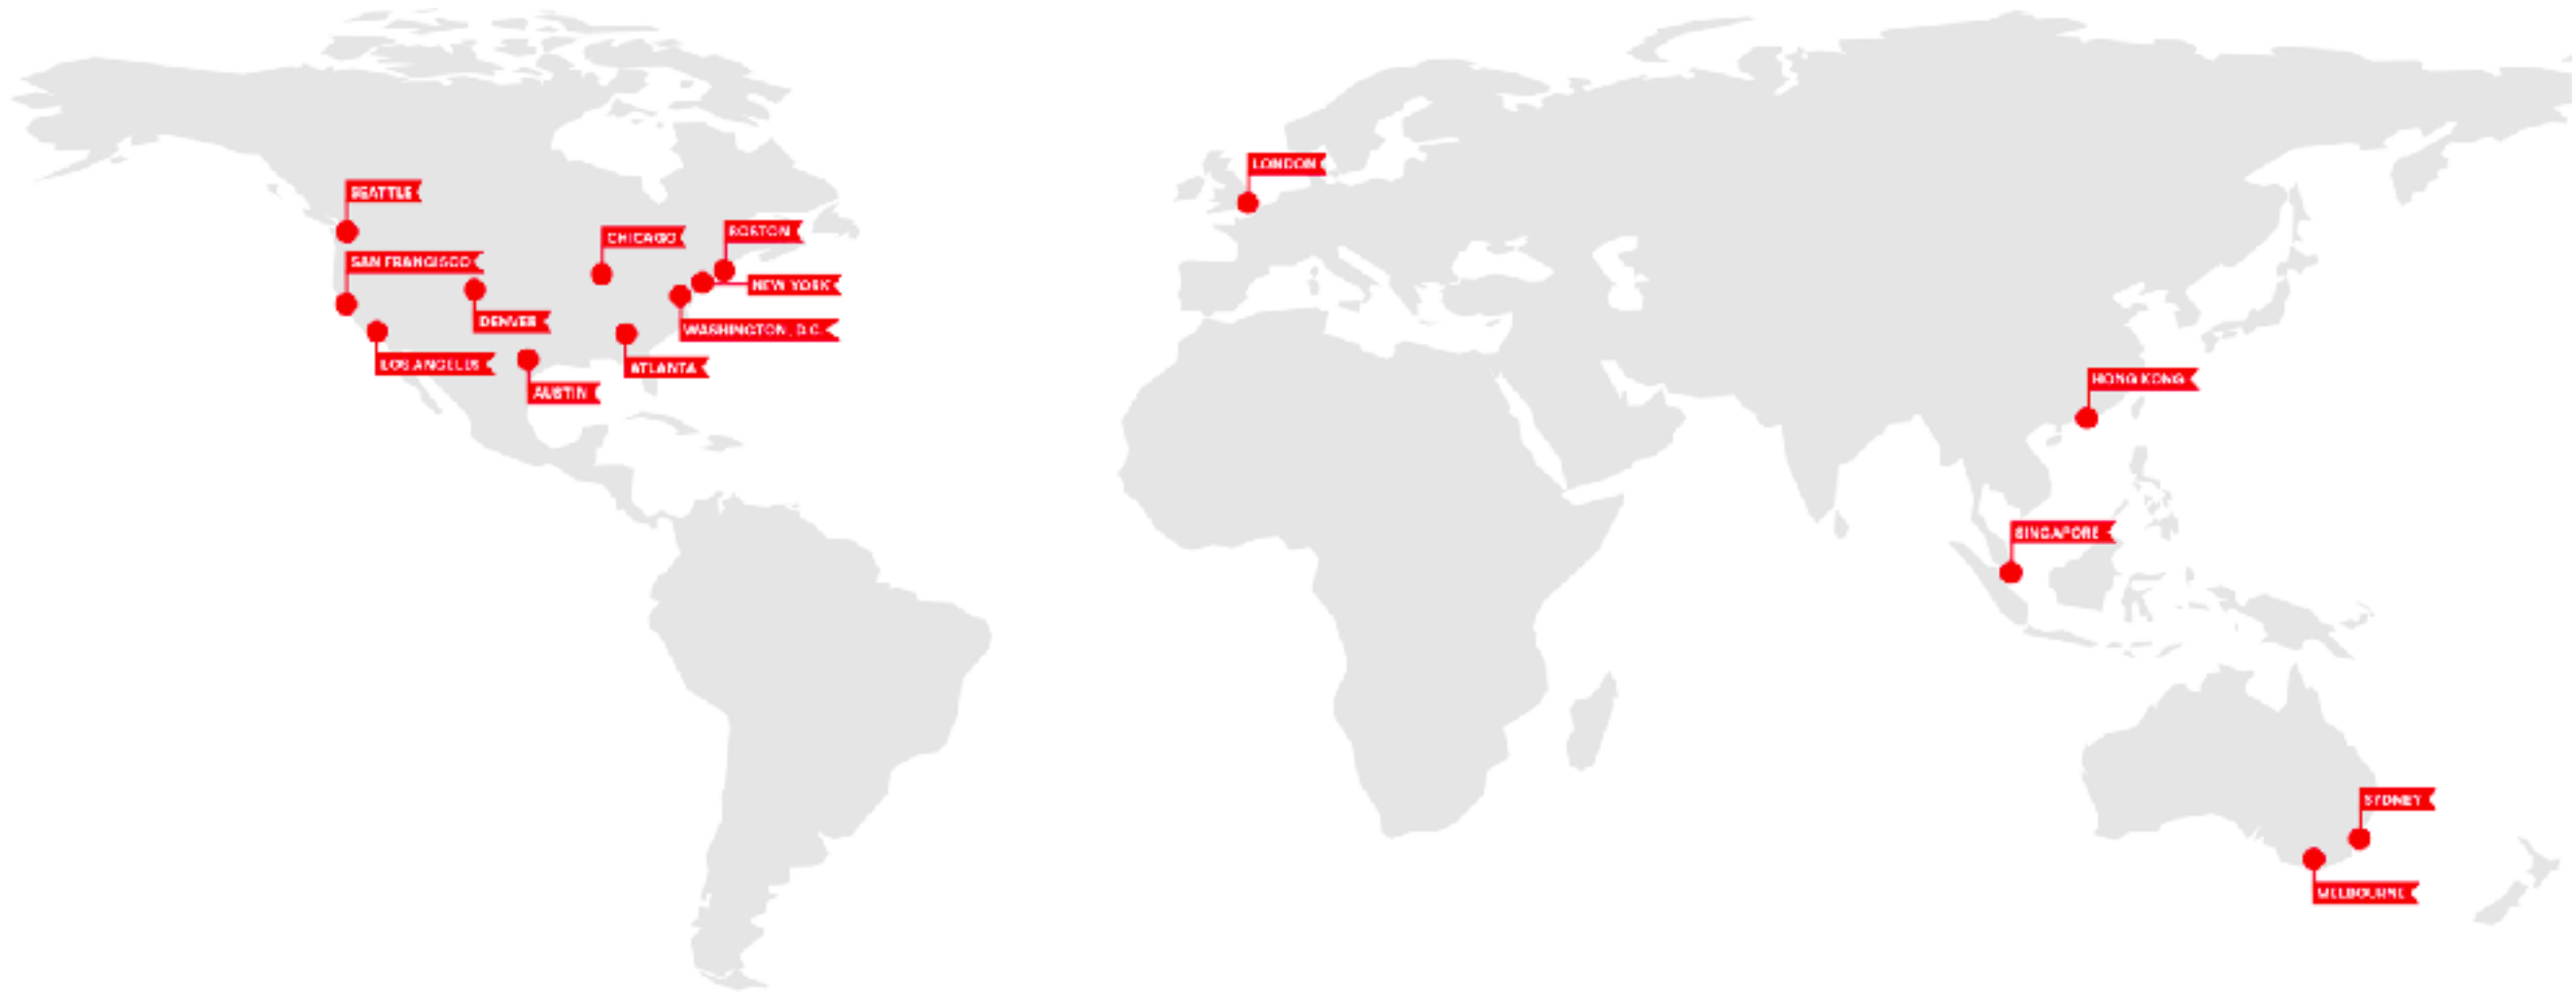 LONDON
SEATTLE
CHICAGO
BOSTON
SAN FRANCISCO
NEW YORK
DENVER
WASHINGTON, D.C.
LOS ANGELES
ATLANTA
AUSTIN
HONG KONG
SINGAPORE
SYDNEY
MELBOURNE